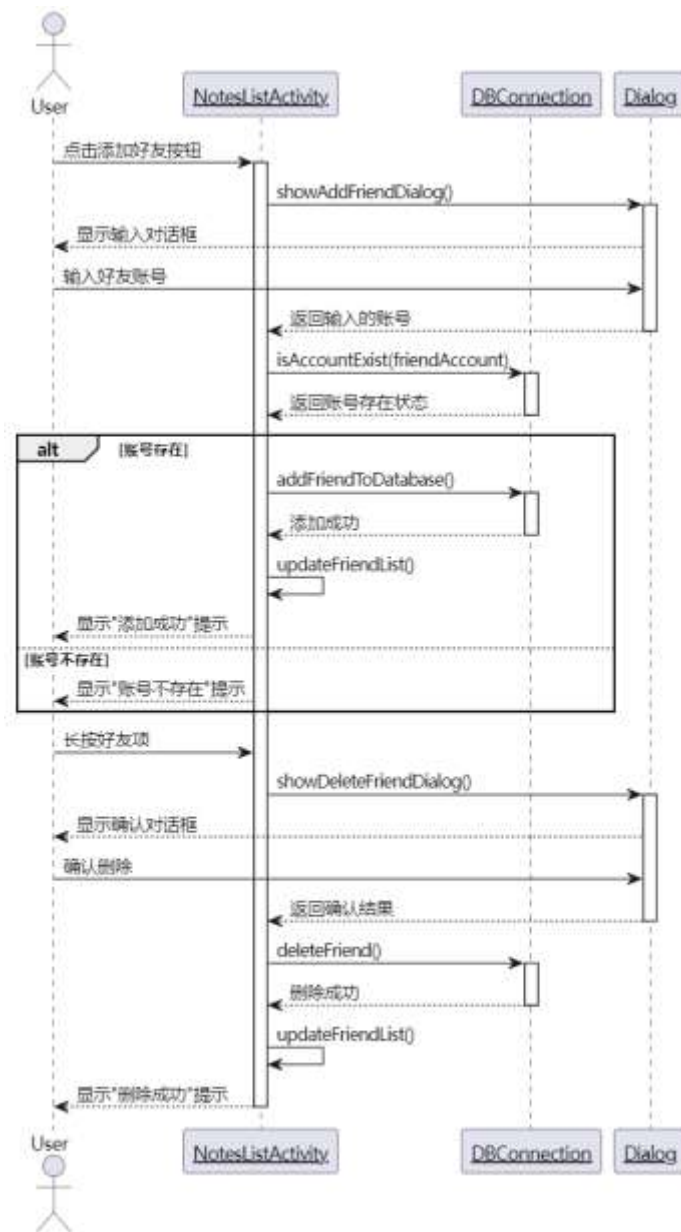 User
NotesListActivity
DBConnection
Dialog
点击添加好友按钮
showAddFriendDialog()
显示输入对话框
输入好友账号
返回输入的账号
isAccountExist(friendAccount)
返回账号存在状态
alt
[账号存在]
addFriendToDatabase()
添加成功
updateFriendList()
显示"添加成功"提示
[账号不存在]
显示"账号不存在"提示
长按好友项
showDeleteFriendDialog()
显示确认对话框
确认删除
返回确认结果
deleteFriend()
删除成功
updateFriendList()
显示"删除成功"提示
User
NotesListActivity
DBConnection
Dialog